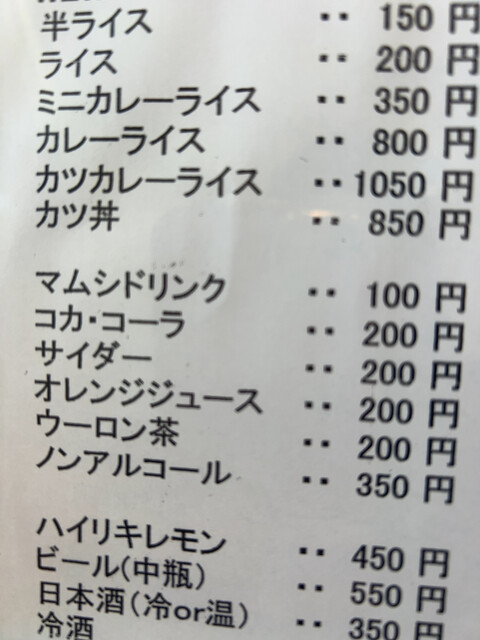 半ライス ‥ 150 円
ライス ‥ 200 円
ミニカレーライス ‥ 350 円
カレーライス ‥ 800 円
カツカレーライス ‥1050 円
カツ丼 ‥ 850 円
マムシドリンク ‥ 100 円
コカ・コーラ ‥ 200 円
サイダー ‥ 200 円
オレンジジュース ‥ 200 円
ウーロン茶 ‥ 200 円
ノンアルコール ‥ 350 円
ハイリキレモン ‥ 450 円
ビール(中瓶) ‥ 550 円
日本酒(冷or温) ‥ 350 円
冷酒